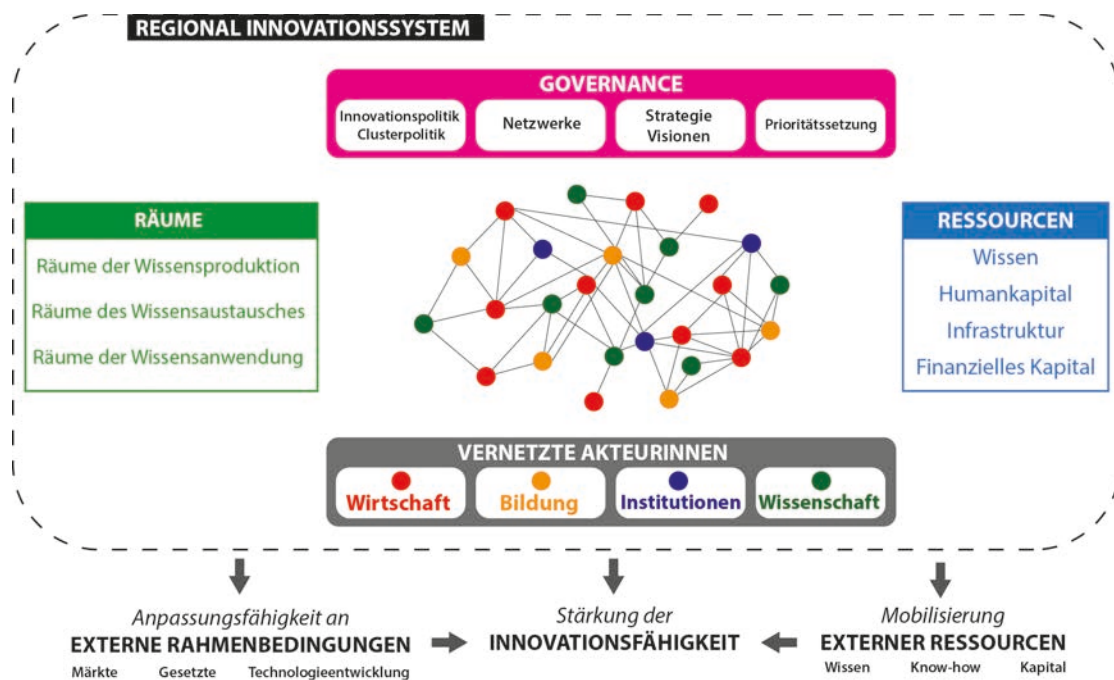 REGIONAL INNOVATIONSSYSTEM
GOVERNANCE
Innovationspolitik
Clusterpolitik
Netzwerke
Strategie
Visionen
Prioritätssetzung
RÄUME
Räume der Wissensproduktion
Räume des Wissensaustausches
Räume der Wissensanwendung
RESSOURCEN
Wissen
Humankapital
Infrastruktur
Finanzielles Kapital
VERNETZTE AKTEURINNEN
Wirtschaft
Bildung
Institutionen
Wissenschaft
Anpassungsfähigkeit an
EXTERNE RAHMENBEDINGUNGEN
Märkte Gesetzte Technologieentwicklung
Stärkung der
INNOVATIONSFÄHIGKEIT
Mobilisierung
EXTERNER RESSOURCEN
Wissen Know-how Kapital